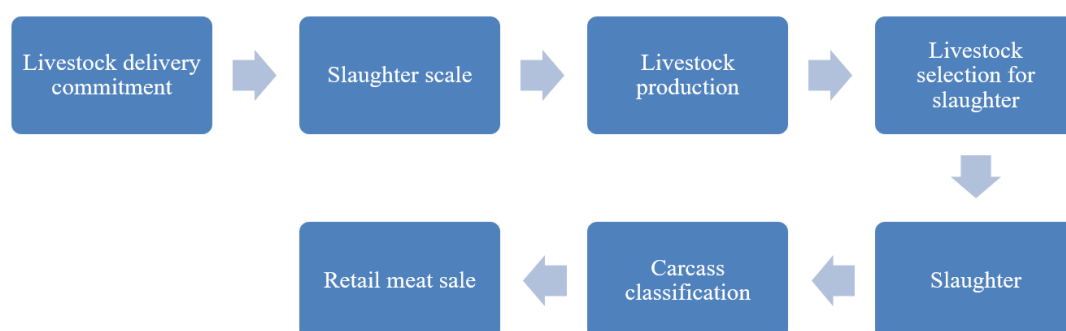 Livestock delivery
commitment
Slaughter scale
Livestock
production
Livestock
selection for
slaughter
Slaughter
Carcass
classification
Retail meat sale